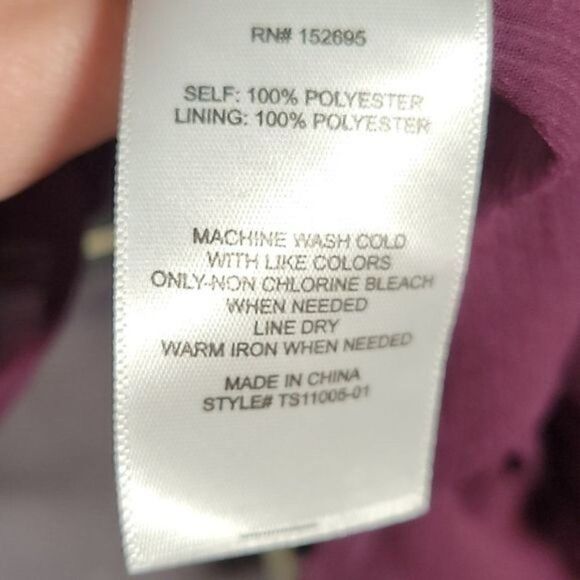 RN# 152695
SELF: 100% POLYESTER
LINING: 100% POLYESTER
MACHINE WASH COLD
WITH LIKE COLORS
ONLY-NON CHLORINE BLEACH
WHEN NEEDED
LINE DRY
WARM IRON WHEN NEEDED
MADE IN CHINA
STYLE# TS11005-01